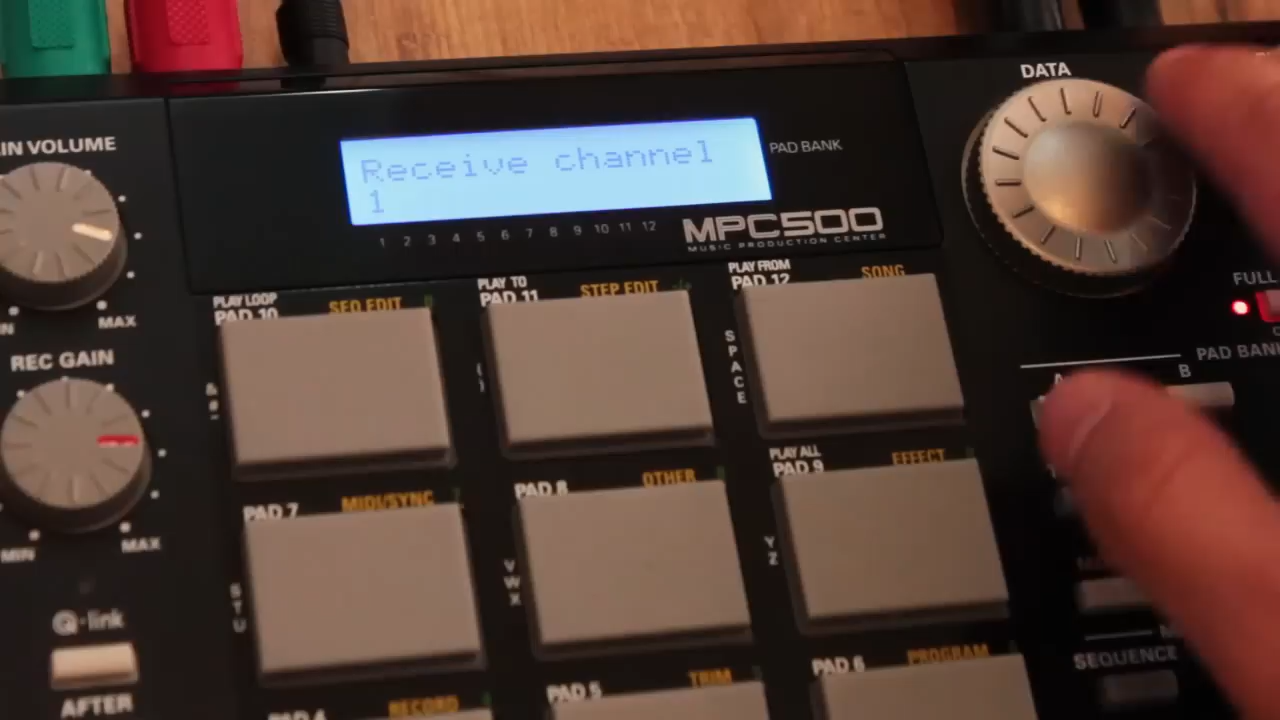 DATA
IN VOLUME
Receive channel
1
PAD BANK
1 2 3 4 5 6 7 8 9 10 11 12
MPC500
MUSIC PRODUCTION CENTER
MAX
PLAY LOOP
PAD 10 SEQ EDIT
PLAY TO
PAD 11 STEP EDIT
PLAY FROM
PAD 12 SONG
FULL
PAD BANK
A B
REC GAIN
SPACE
MIN
MAX
PAD 7 MIDI/SYNC
PAD 8 OTHER
PLAY ALL
PAD 9 EFFECT
STU
VWX
YZ
Q-link
AFTER
SEQUENCE
PAD 4 RECORD
PAD 5 TRIM
PAD 6 PROGRAM